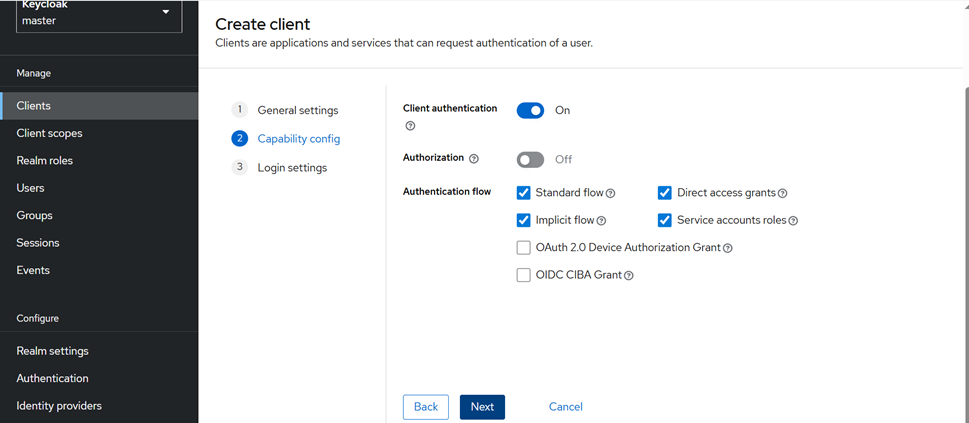 Keycloak
master
Manage
Clients
Client scopes
Realm roles
Users
Groups
Sessions
Events
Configure
Realm settings
Authentication
Identity providers
Create client
Clients are applications and services that can request authentication of a user.
1 General settings
2 Capability config
3 Login settings
Client authentication On
Authorization Off
Authentication flow
Standard flow Direct access grants
Implicit flow Service accounts roles
OAuth 2.0 Device Authorization Grant
OIDC CIBA Grant
Back Next Cancel